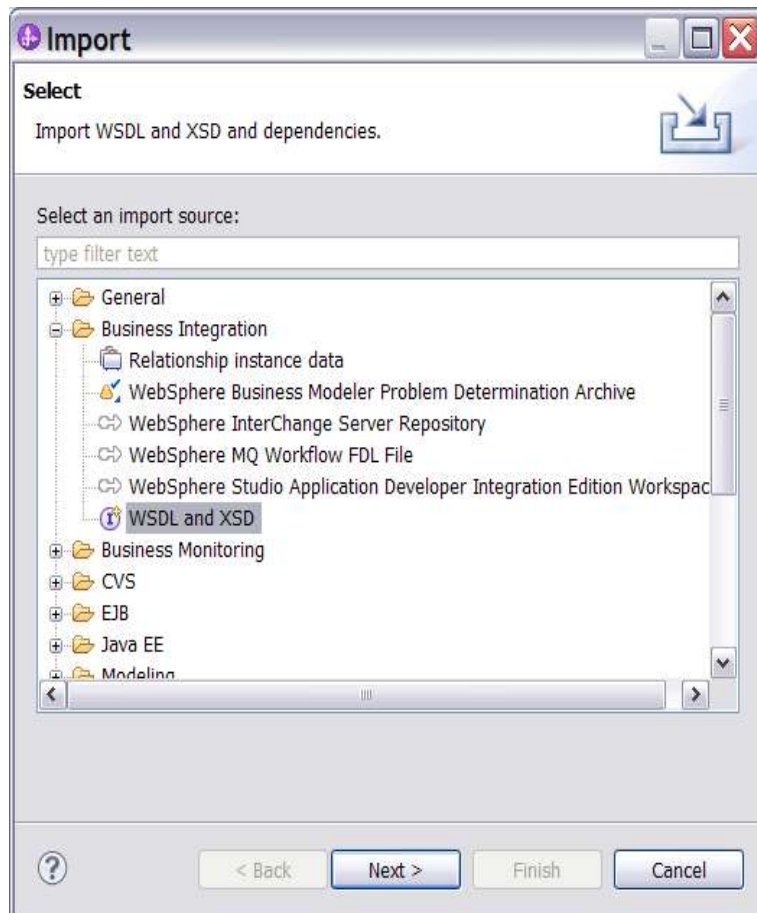 Import
Select
Import WSDL and XSD and dependencies.
Select an import source:
type filter text
General
Business Integration
Relationship instance data
WebSphere Business Modeler Problem Determination Archive
WebSphere InterChange Server Repository
WebSphere MQ Workflow FDL File
WebSphere Studio Application Developer Integration Edition Workspac
WSDL and XSD
Business Monitoring
CVS
EJB
Java EE
Modeling
< Back Next > Finish Cancel